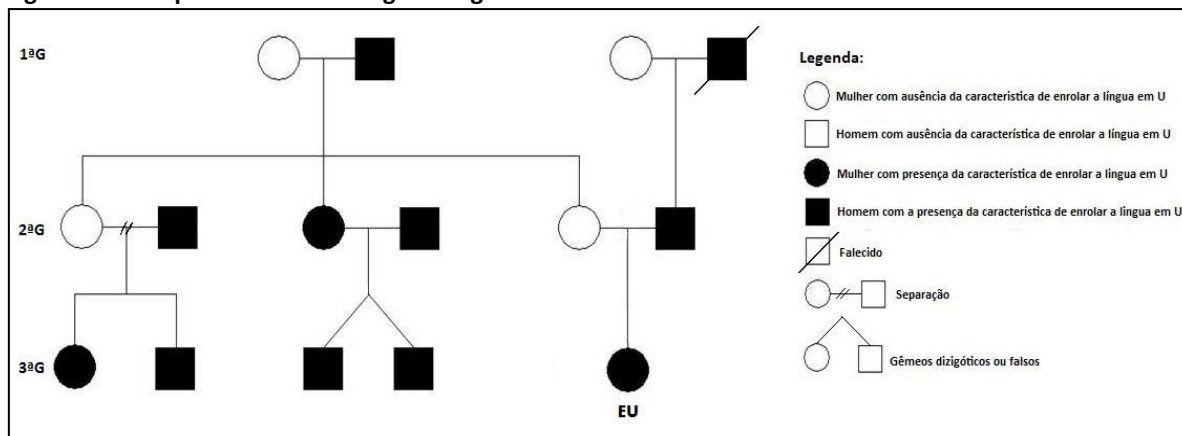 1ªG
Legenda:
Mulher com ausência da caracteristica de enrolar a língua em U
Homem com ausência da característica de enrolar a língua em U
Mulher com presença da característica de enrolar a língua em U
Homem com a presença da característica de enrolar a língua em U
2ªG
Falecido
Separação
Gêmeos dizigóticos ou falsos
3ªG
EU